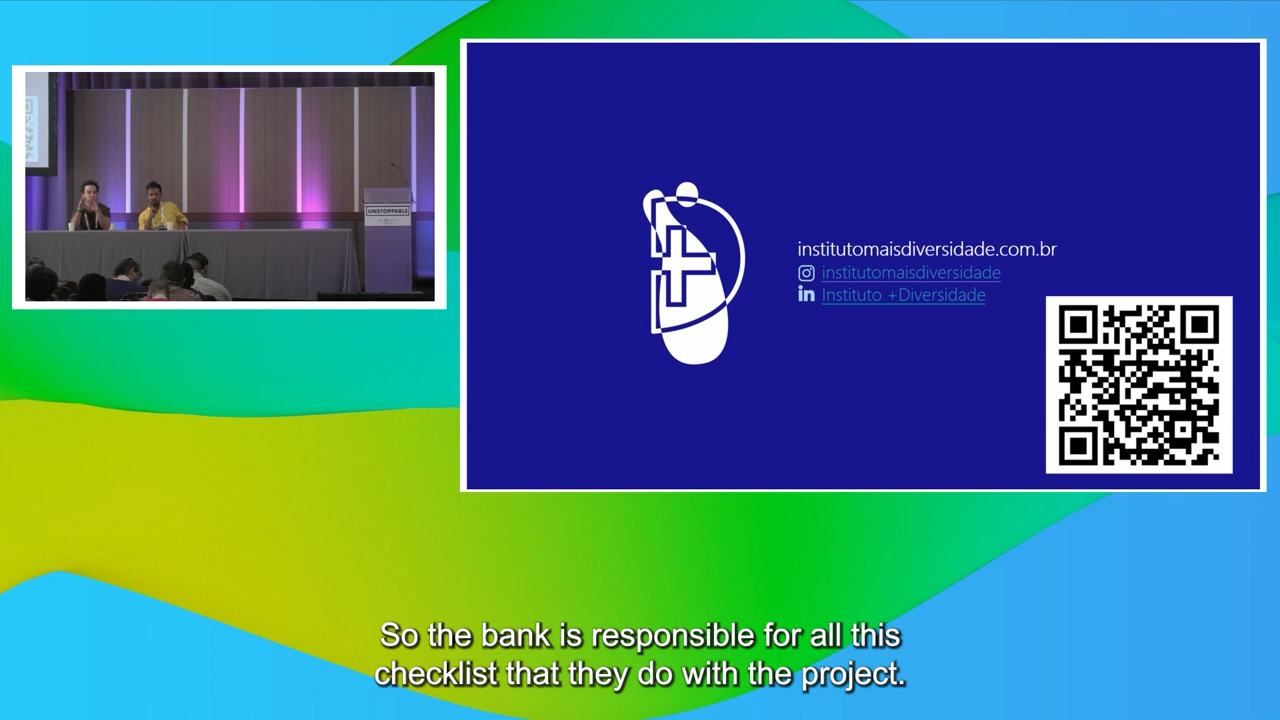 UNSTOPPABLE
institutomaisdiversidade.com.br
institutomaisdiversidade
in Instituto +Diversidade
So the bank is responsible for all this
checklist that they do with the project.